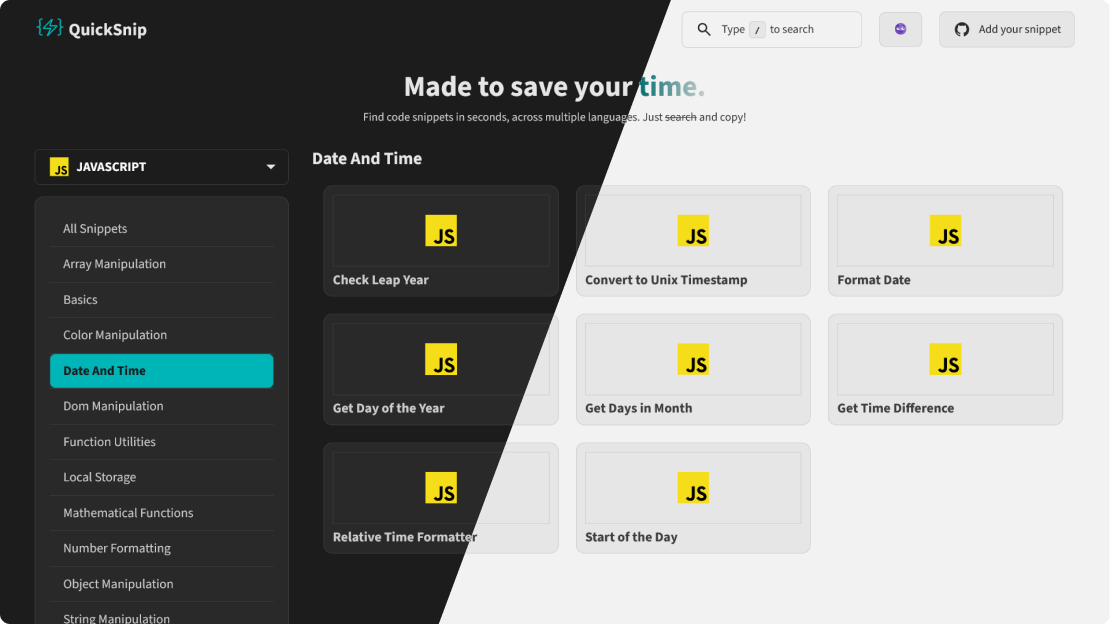 QuickSnip
Type / to search
Add your snippet
Made to save your time.
Find code snippets in seconds, across multiple languages. Just search and copy!
JS JAVASCRIPT
Date And Time
All Snippets
Array Manipulation
Basics
Color Manipulation
Date And Time
Dom Manipulation
Function Utilities
Local Storage
Mathematical Functions
Number Formatting
Object Manipulation
String Manipulation
JS
JS
JS
Check Leap Year
Convert to Unix Timestamp
Format Date
JS
JS
JS
Get Day of the Year
Get Days in Month
Get Time Difference
JS
JS
Relative Time Formatter
Start of the Day